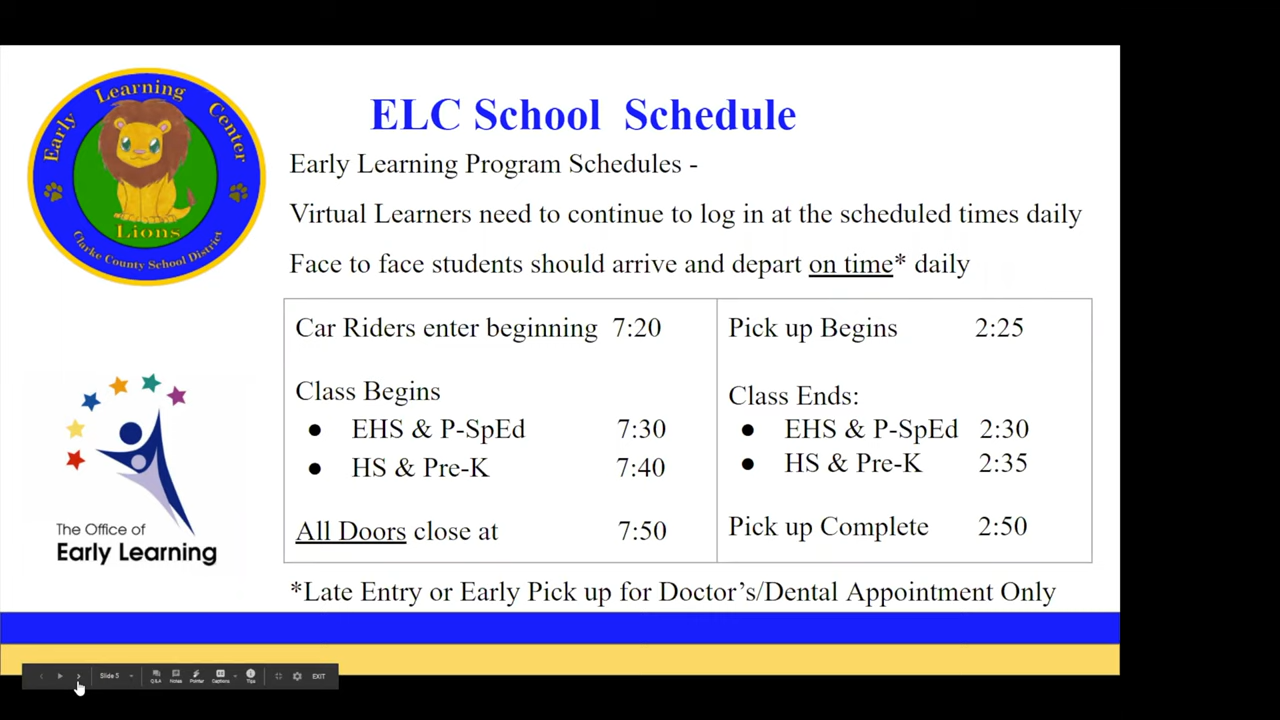 Early Learning Center
Lions
Clarke County School District
ELC School Schedule
Early Learning Program Schedules -
Virtual Learners need to continue to log in at the scheduled times daily
Face to face students should arrive and depart on time* daily
Car Riders enter beginning 7:20
Class Begins
● EHS & P-SpEd 7:30
● HS & Pre-K 7:40
All Doors close at 7:50
Pick up Begins 2:25
Class Ends:
● EHS & P-SpEd 2:30
● HS & Pre-K 2:35
Pick up Complete 2:50
*Late Entry or Early Pick up for Doctor's/Dental Appointment Only
The Office of
Early Learning
Slide 5
Q&A Notes Pointer Captions Tips EXIT